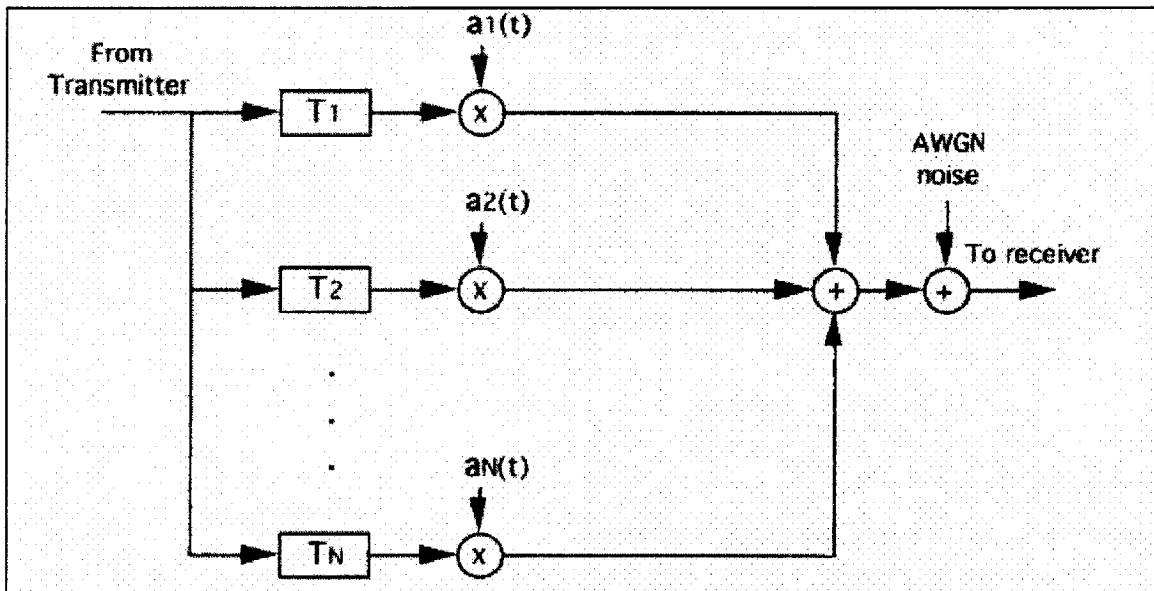 From
Transmitter
a1(t)
T1
x
AWGN
noise
a2(t)
T2
x
+
+
To receiver
.
.
.
aN(t)
TN
x